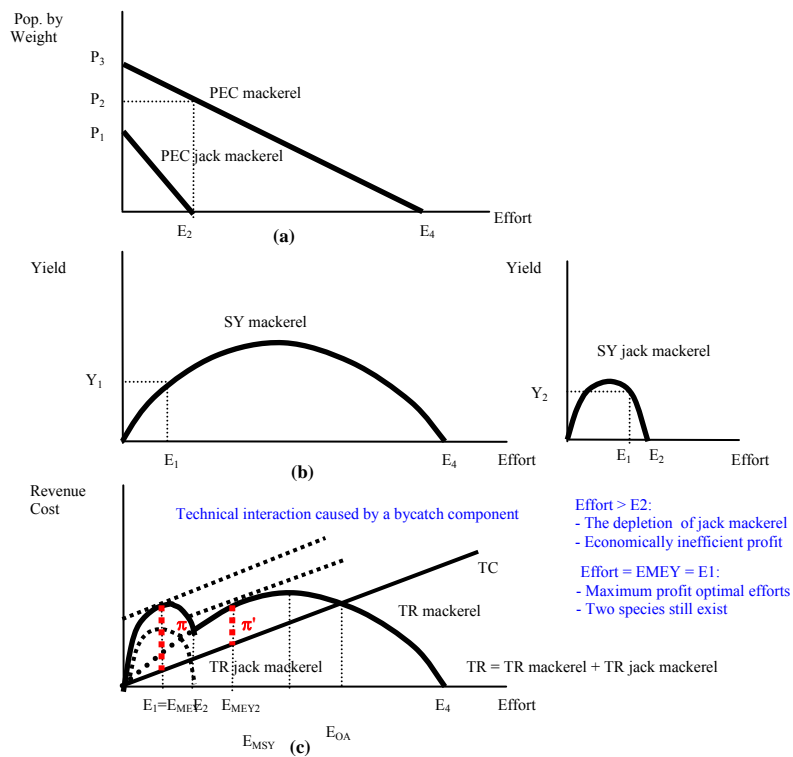 Pop. by
Weight
P3
PEC mackerel
P2
P1
PEC jack mackerel
Effort
E2
E4
(a)
Yield
Yield
SY mackerel
SY jack mackerel
Y1
Y2
E1
E4
Effort
E1
E2
Effort
(b)
Revenue
Cost
Technical interaction caused by a bycatch component
Effort > E2:
- The depletion of jack mackerel
- Economically inefficient profit
Effort = EMEY = E1:
- Maximum profit optimal efforts
- Two species still exist
TC
TR mackerel
π
π'
TR jack mackerel
TR = TR mackerel + TR jack mackerel
E1=EMEY
E2
EMEY2
E4
Effort
EMSY
EOA
(c)